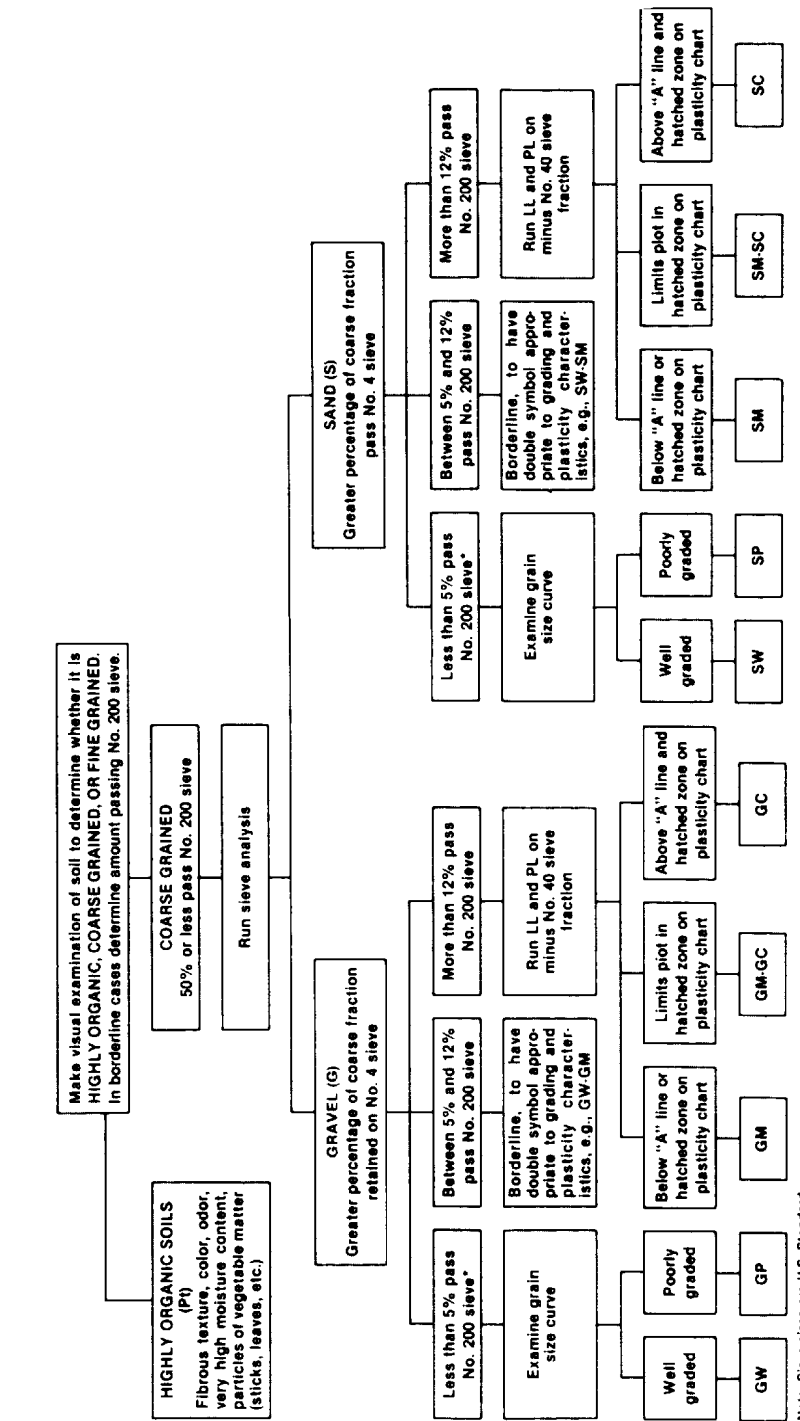 Make visual examination of soil to determine whether it is
HIGHLY ORGANIC, COARSE GRAINED, OR FINE GRAINED.
In borderline cases determine amount passing No. 200 sieve.
HIGHLY ORGANIC SOILS
(Pt)
Fibrous texture, color, odor,
very high moisture content,
particles of vegetable matter
(sticks, leaves, etc.)
COARSE GRAINED
50% or less pass No. 200 sieve
Run sieve analysis
GRAVEL (G)
Greater percentage of coarse fraction
retained on No. 4 sieve
SAND (S)
Greater percentage of coarse fraction
pass No. 4 sieve
Less than 5% pass
No. 200 sieve*
Between 5% and 12%
pass No. 200 sieve
More than 12% pass
No. 200 sieve
Less than 5% pass
No. 200 sieve*
Between 5% and 12%
pass No. 200 sieve
More than 12% pass
No. 200 sieve
Examine grain
size curve
Borderline, to have
double symbol appro-
priate to grading and
plasticity character-
istics, e.g., GW-GM
Run LL and PL on
minus No. 40 sieve
fraction
Examine grain
size curve
Borderline, to have
double symbol appro-
priate to grading and
plasticity character-
istics, e.g., SW-SM
Run LL and PL on
minus No. 40 sieve
fraction
Well
graded
Poorly
graded
Below "A" line or
hatched zone on
plasticity chart
Limits plot in
hatched zone on
plasticity chart
Above "A" line and
hatched zone on
plasticity chart
Well
graded
Poorly
graded
Below "A" line or
hatched zone on
plasticity chart
Limits plot in
hatched zone on
plasticity chart
Above "A" line and
hatched zone on
plasticity chart
GW
GP
GM
GM-GC
GC
SW
SP
SM
SM-SC
SC